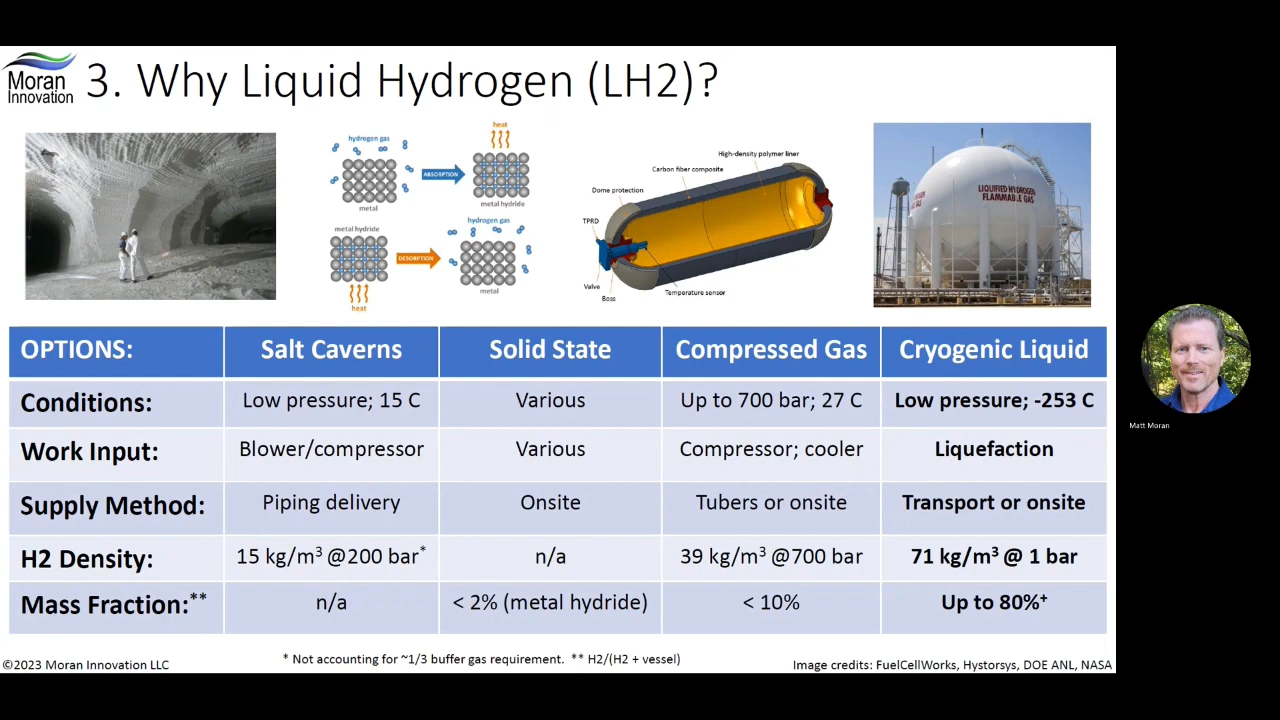 Moran
Innovation
3. Why Liquid Hydrogen (LH2)?
hydrogen gas
ABSORPTION
metal
heat
metal hydride
metal hydride
DESORPTION
heat
hydrogen gas
metal
High-density polymer liner
Carbon fiber composite
Dome protection
TPRD
Valve
Boss
Temperature sensor
LIQUIFIED HYDROGEN
FLAMMABLE GAS
OPTIONS: Salt Caverns Solid State Compressed Gas Cryogenic Liquid
Conditions: Low pressure; 15 C Various Up to 700 bar; 27 C Low pressure; -253 C
Work Input: Blower/compressor Various Compressor; cooler Liquefaction
Supply Method: Piping delivery Onsite Tubers or onsite Transport or onsite
H2 Density: 15 kg/m³ @200 bar* n/a 39 kg/m³ @700 bar 71 kg/m³ @ 1 bar
Mass Fraction:** n/a < 2% (metal hydride) < 10% Up to 80%⁺
©2023 Moran Innovation LLC
* Not accounting for ~1/3 buffer gas requirement. ** H2/(H2 + vessel)
Image credits: FuelCellWorks, Hystorsys, DOE ANL, NASA
Matt Moran